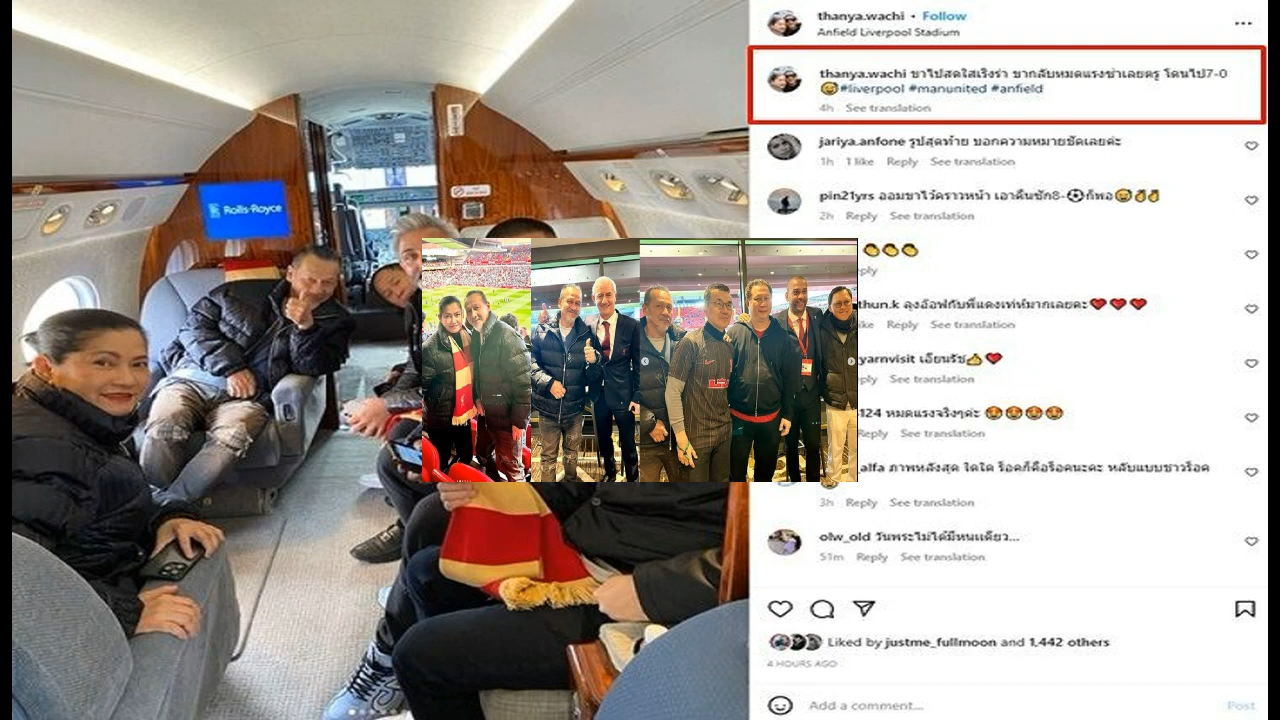 Rolls-Royce
thanya.wachi • Follow
Anfield Liverpool Stadium
thanya.wachi ขาไปสดใสเริงร่า ขากลับหมดแรงซ่าเลยครู โดนไป7-0
😅#liverpool #manunited #anfield
4h See translation
jariya.anfone รูปสุดท้าย บอกความหมายชัดเลยค่ะ
1h 1 like Reply See translation
pin21yrs ออมขาไว้คราวหน้า เอาคืนซัก8-⚽ก็พอ😅✌✌
2h Reply See translation
👏👏👏
ply
thun.k ลุงอ๊อฟกับพี่แดงเท่ห์มากเลยคะ❤❤❤
ike Reply See translation
yarnvisit เอียนรัช👍❤
ply See translation
124 หมดแรงจริงๆค่ะ 🥵🥵🥵🥵
Reply See translation
_alfa ภาพหลังสุด ร็อคก็คือร็อคนะคะ หลับแบบชาวร็อค
3h Reply See translation
olw_old วันพระไม่ได้มีหนเดียว...
51m Reply See translation
Liked by justme_fullmoon and 1,442 others
4 HOURS AGO
Add a comment...
Post